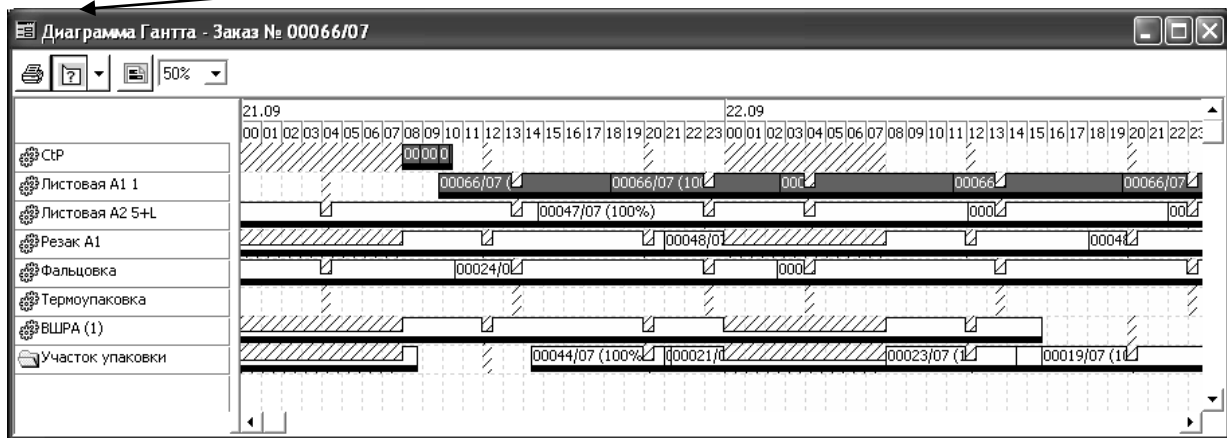 Диаграмма Гантта - Заказ № 00066/07
50%
21.09 22.09
00 01 02 03 04 05 06 07 08 09 10 11 12 13 14 15 16 17 18 19 20 21 22 23 00 01 02 03 04 05 06 07 08 09 10 11 12 13 14 15 16 17 18 19 20 21 22 23
CtP 00 00 0
Листовая А1 1 00066/07 ( 00066/07 (10 000 00066 00066/07
Листовая А2 5+L 00047/07 (100%) 000 00
Резак А1 00048/07 0004
Фальцовка 00024/0 000
Термоупаковка
ВШРА (1)
Участок упаковки 00044/07 (100% 00021/0 00023/07 (1 00019/07 (10